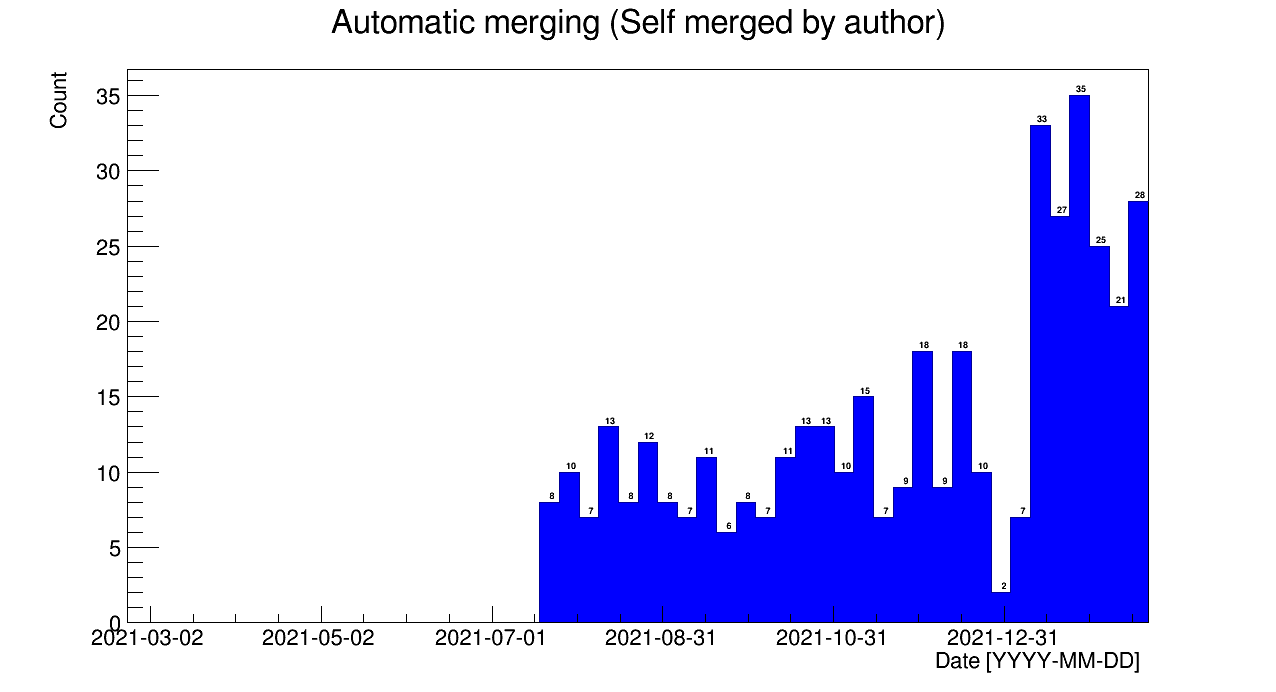 Automatic merging (Self merged by author)
Count
35
30
25
20
15
10
5
0
8 10 7 13 8 12 8 7 11 6 8 7 11 13 13 10 15 7 9 18 9 18 10 2 7 33 27 35 25 21 28
2021-03-02 2021-05-02 2021-07-01 2021-08-31 2021-10-31 2021-12-31
Date [YYYY-MM-DD]